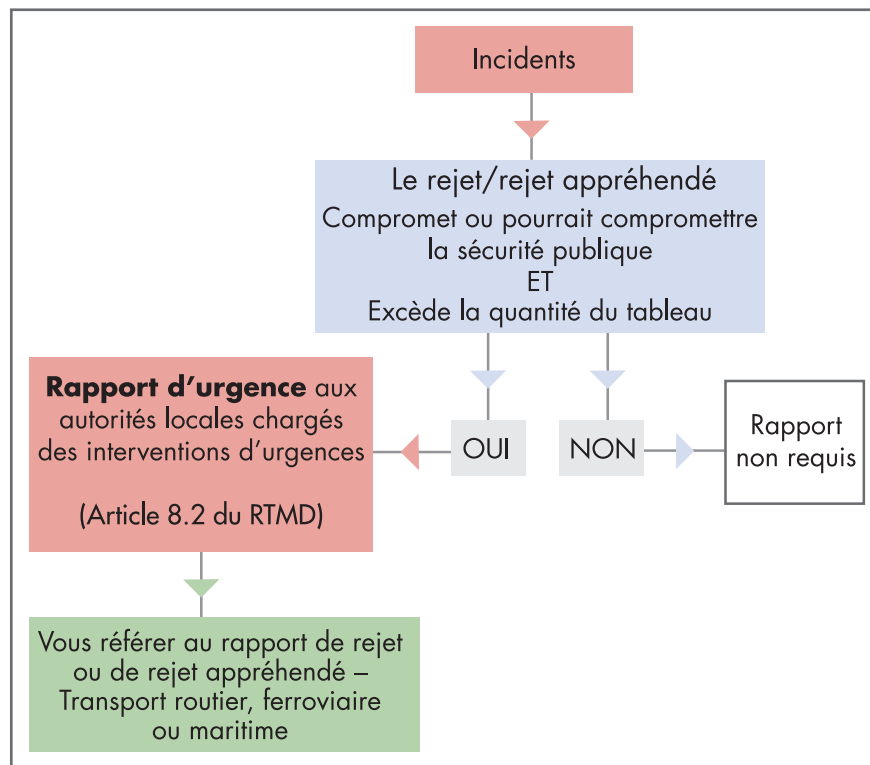 Incidents
Le rejet/rejet appréhendé
Compromet ou pourrait compromettre
la sécurité publique
ET
Excède la quantité du tableau
Rapport d’urgence aux
autorités locales chargés
des interventions d’urgences
(Article 8.2 du RTMD)
OUI
NON
Rapport
non requis
Vous référer au rapport de rejet
ou de rejet appréhendé –
Transport routier, ferroviaire
ou maritime